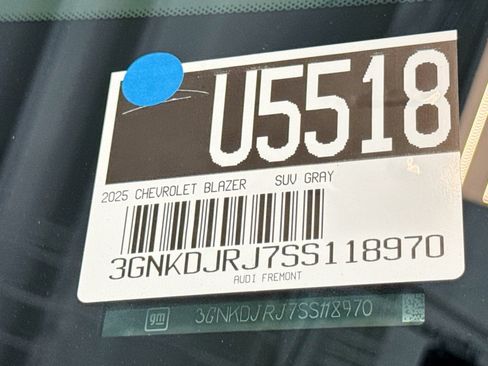 U5518
2025 CHEVROLET BLAZER SUV GRAY
3GNKDJRJ7SS118970
AUDI FREMONT
gm 3GNKDJRJ7SS118970